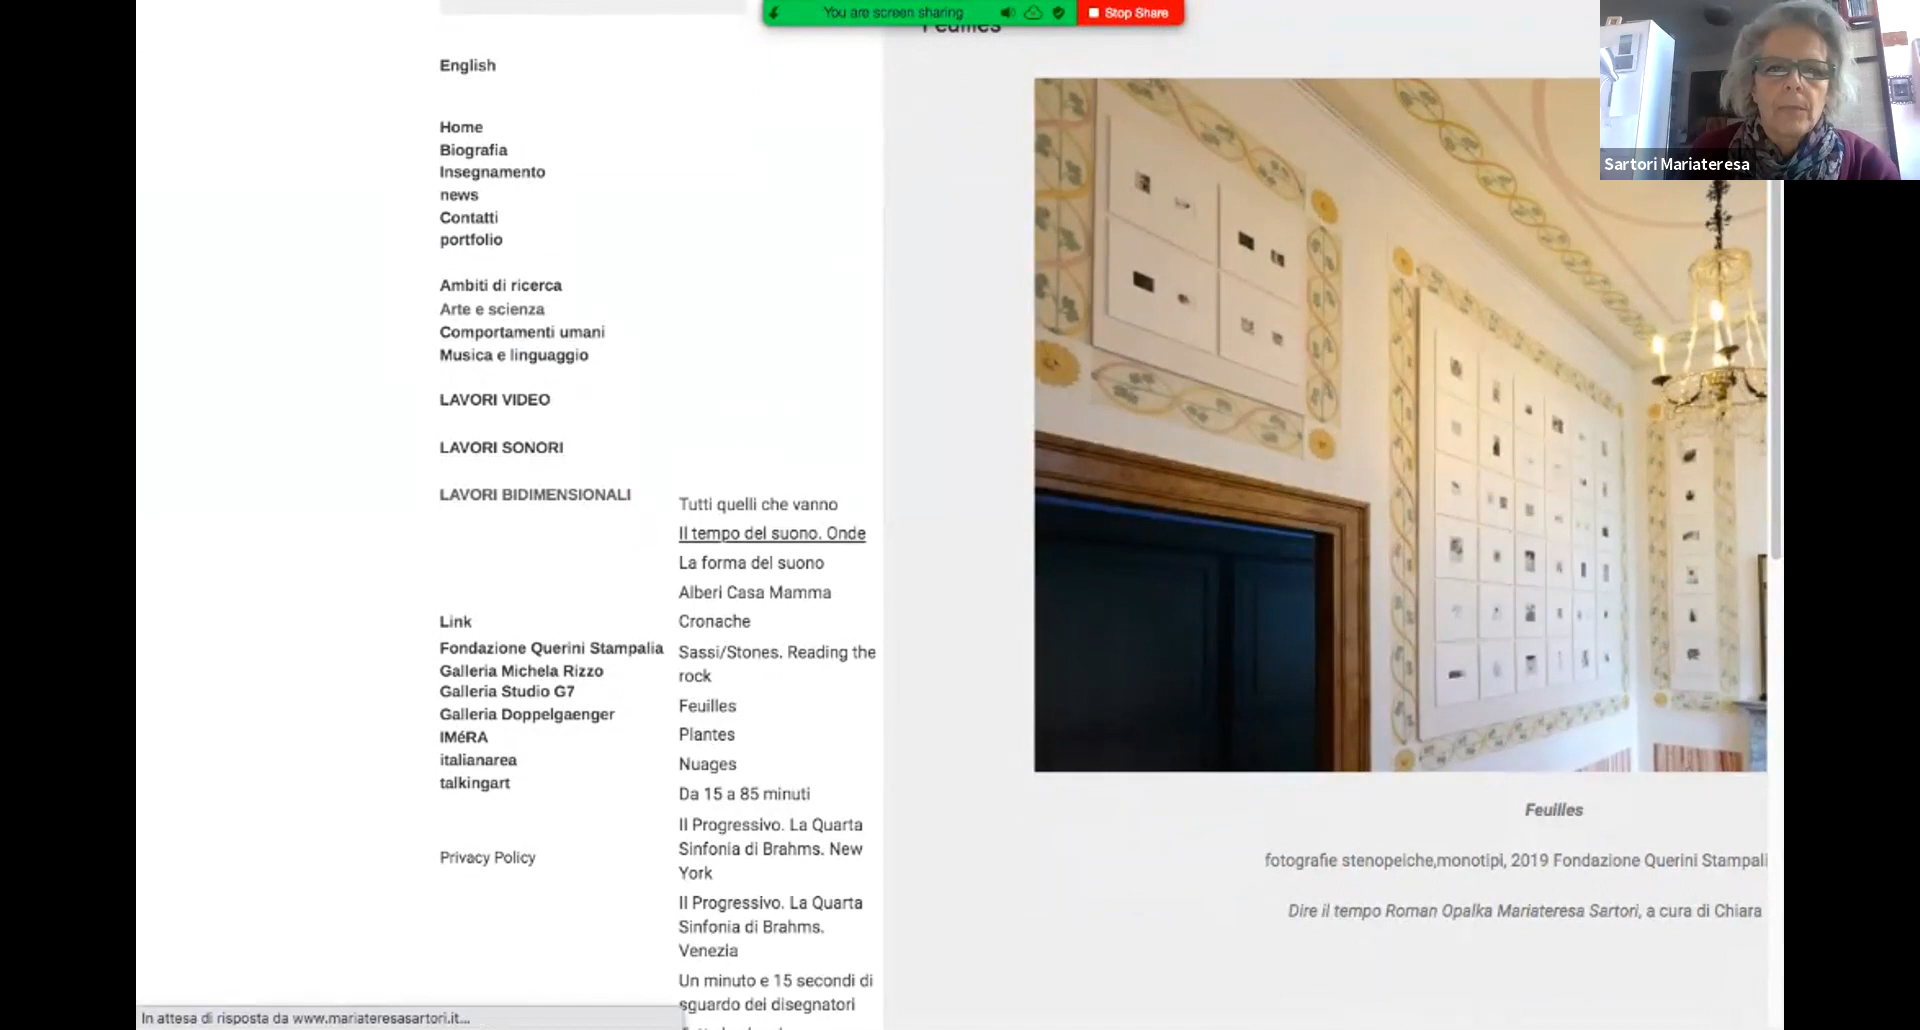 You are screen sharing
Stop Share
Feuilles
Sartori Mariateresa
English
Home
Biografia
Insegnamento
news
Contatti
portfolio
Ambiti di ricerca
Arte e scienza
Comportamenti umani
Musica e linguaggio
LAVORI VIDEO
LAVORI SONORI
LAVORI BIDIMENSIONALI
Tutti quelli che vanno
Il tempo del suono. Onde
La forma del suono
Alberi Casa Mamma
Cronache
Sassi/Stones. Reading the
rock
Feuilles
Plantes
Nuages
Da 15 a 85 minuti
Il Progressivo. La Quarta
Sinfonia di Brahms. New
York
Il Progressivo. La Quarta
Sinfonia di Brahms.
Venezia
Un minuto e 15 secondi di
sguardo dei disegnatori
Link
Fondazione Querini Stampalia
Galleria Michela Rizzo
Galleria Studio G7
Galleria Doppelgaenger
IMéRA
italianarea
talkingart
Privacy Policy
Feuilles
fotografie stenopeiche,monotipi, 2019 Fondazione Querini Stampali
Dire il tempo Roman Opalka Mariateresa Sartori, a cura di Chiara
In attesa di risposta da www.mariateresasartori.it...